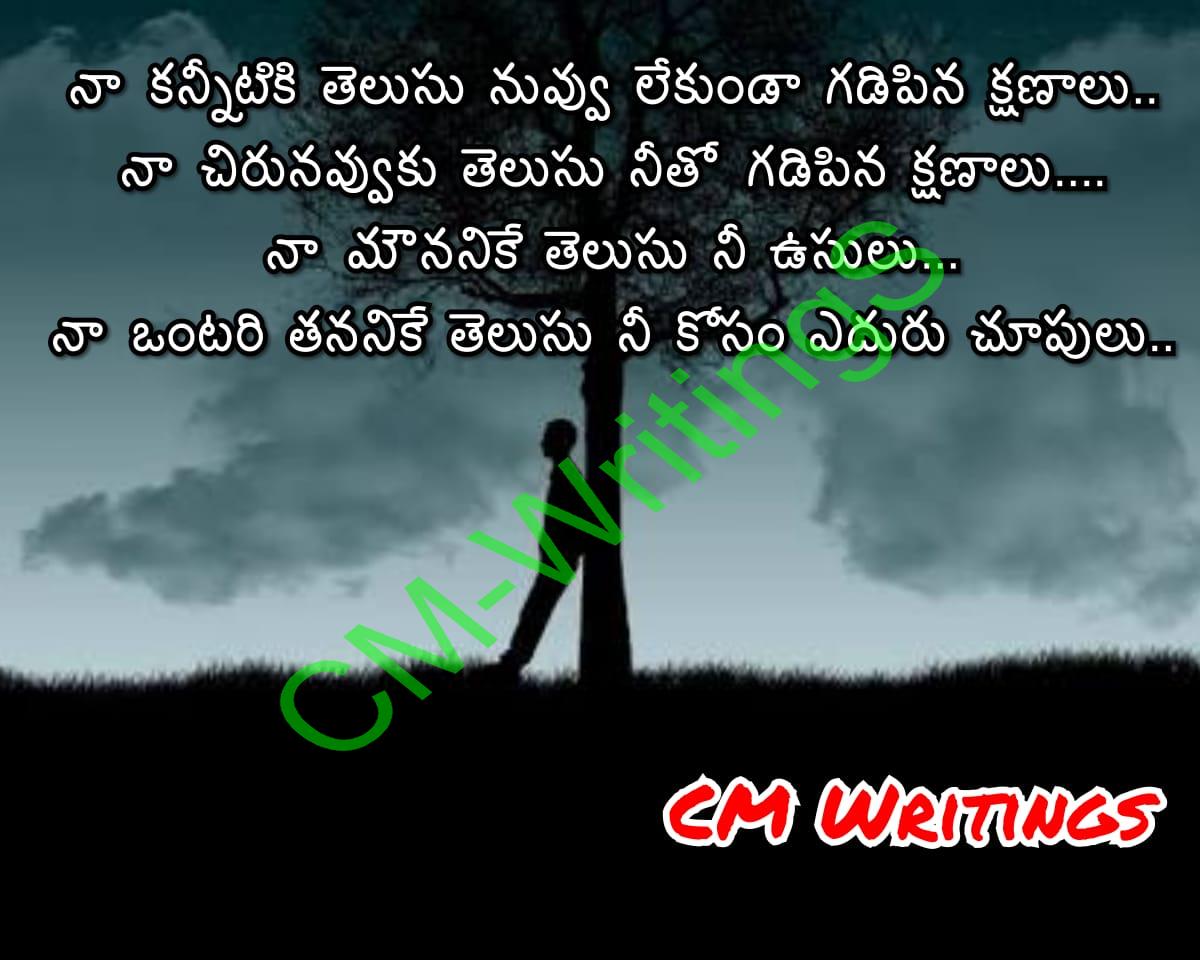 నా కన్నీటికి తెలుసు నువ్వు లేకుండా గడిపిన క్షణాలు..
నా చిరునవ్వుకు తెలుసు నీతో గడిపిన క్షణాలు....
నా మౌననికే తెలుసు నీ ఉసులు...
నా ఒంటరి తననికే తెలుసు నీ కోసం ఎదురు చూపులు..
CM-WritingS
CM WRITINGS